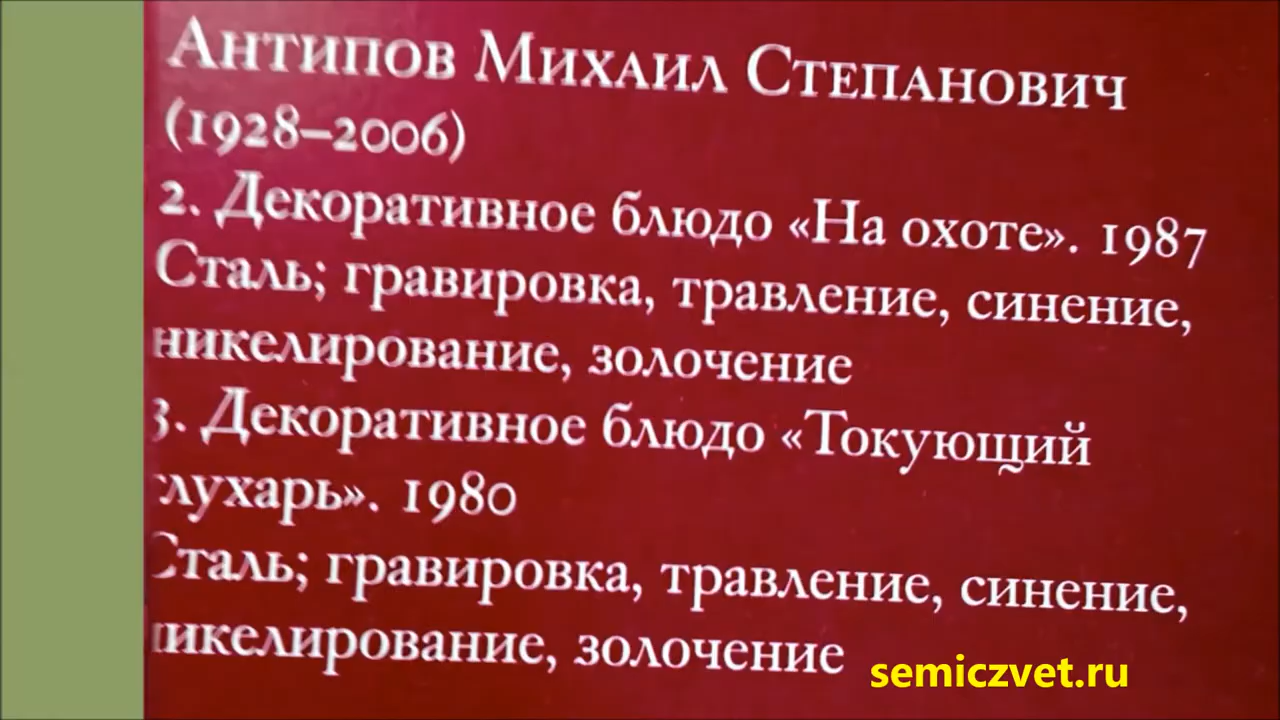 Антипов Михаил Степанович
(1928–2006)
2. Декоративное блюдо «На охоте». 1987
Сталь; гравировка, травление, синение,
никелирование, золочение
3. Декоративное блюдо «Токующий
глухарь». 1980
Сталь; гравировка, травление, синение,
никелирование, золочение
semiczvet.ru